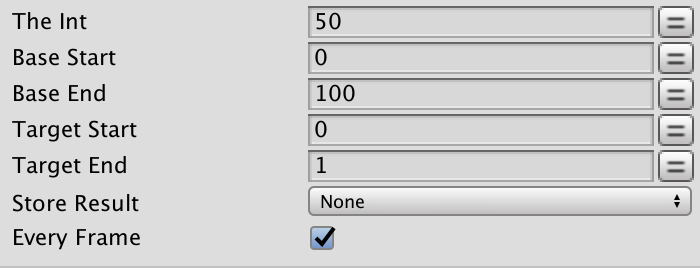 The Int 50
Base Start 0
Base End 100
Target Start 0
Target End 1
Store Result None
Every Frame